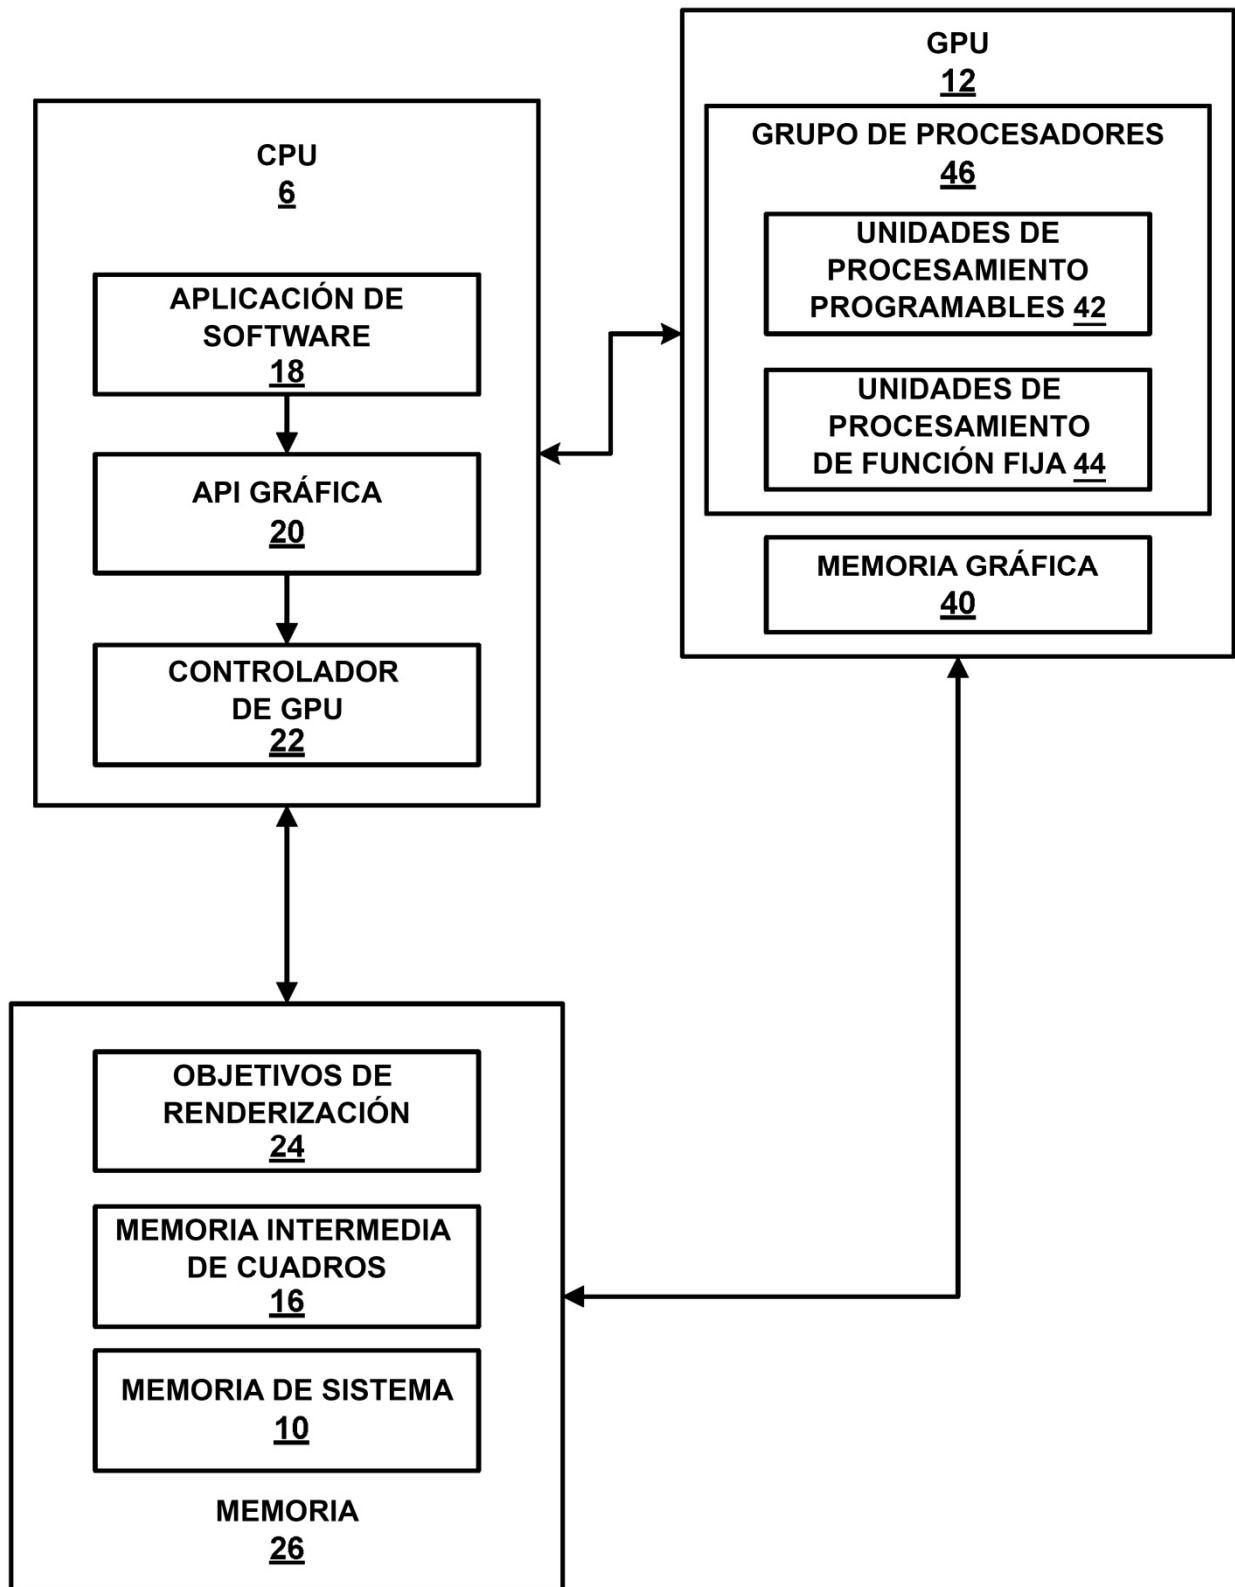 CPU
6
APLICACIÓN DE
SOFTWARE
18
API GRÁFICA
20
CONTROLADOR
DE GPU
22
GPU
12
GRUPO DE PROCESADORES
46
UNIDADES DE
PROCESAMIENTO
PROGRAMABLES 42
UNIDADES DE
PROCESAMIENTO
DE FUNCIÓN FIJA 44
MEMORIA GRÁFICA
40
OBJETIVOS DE
RENDERIZACIÓN
24
MEMORIA INTERMEDIA
DE CUADROS
16
MEMORIA DE SISTEMA
10
MEMORIA
26